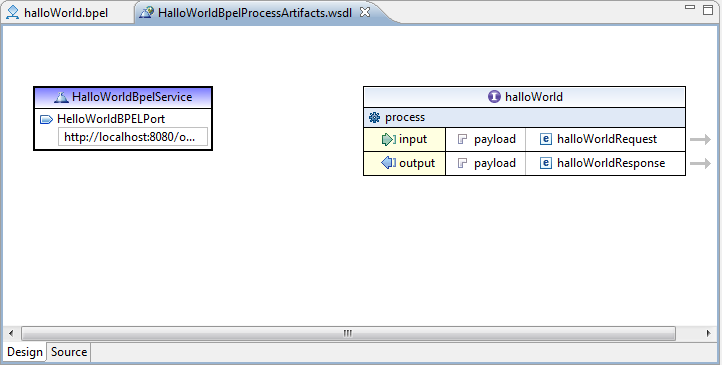 halloWorld.bpel
HalloWorldBpelProcessArtifacts.wsdl
HalloWorldBpelService
HelloWorldBPELPort
http://localhost:8080/o...
halloWorld
process
input payload halloWorldRequest
output payload halloWorldResponse
Design Source